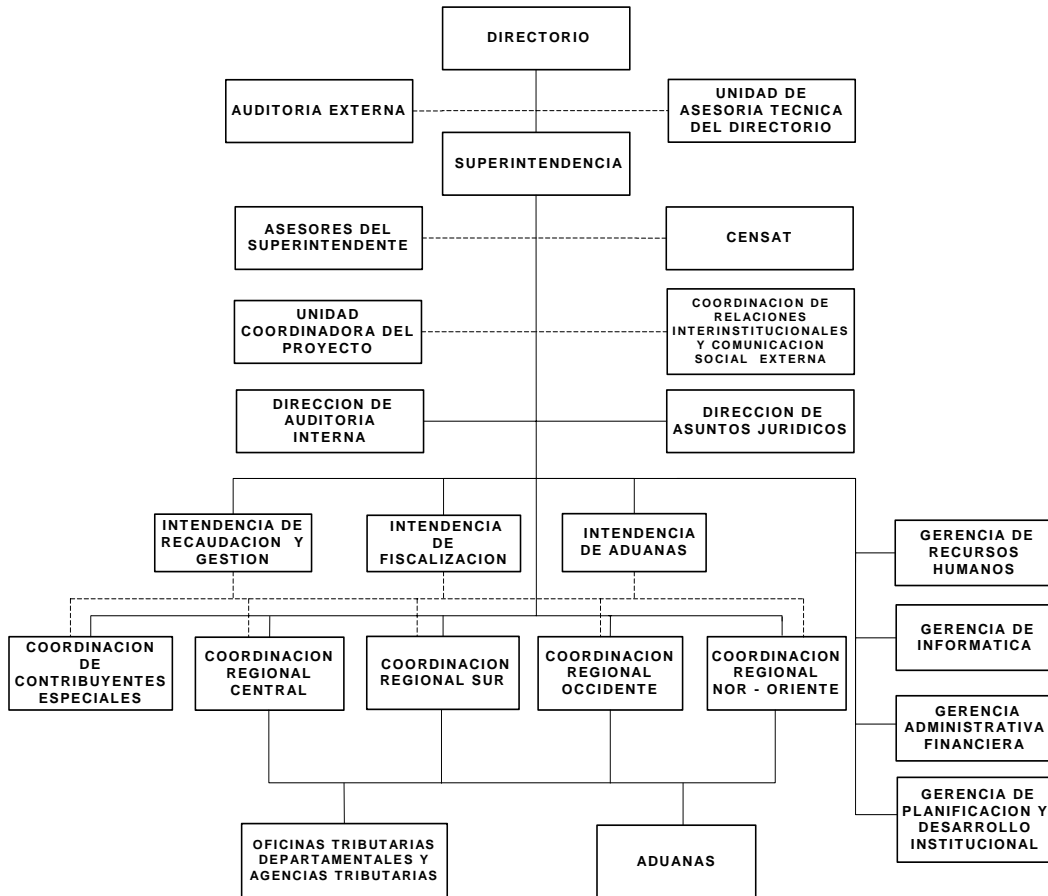 DIRECTORIO
AUDITORIA EXTERNA
UNIDAD DE
ASESORIA TECNICA
DEL DIRECTORIO
SUPERINTENDENCIA
ASESORES DEL
SUPERINTENDENTE
CENSAT
UNIDAD
COORDINADORA DEL
PROYECTO
COORDINACION DE
RELACIONES
INTERINSTITUCIONALES
Y COMUNICACION
SOCIAL EXTERNA
DIRECCION DE
AUDITORIA
INTERNA
DIRECCION DE
ASUNTOS JURIDICOS
INTENDENCIA DE
RECAUDACION Y
GESTION
INTENDENCIA
DE
FISCALIZACION
INTENDENCIA
DE ADUANAS
GERENCIA DE
RECURSOS
HUMANOS
COORDINACION
DE
CONTRIBUYENTES
ESPECIALES
COORDINACION
REGIONAL
CENTRAL
COORDINACION
REGIONAL SUR
COORDINACION
REGIONAL
OCCIDENTE
COORDINACION
REGIONAL
NOR - ORIENTE
GERENCIA DE
INFORMATICA
GERENCIA
ADMINISTRATIVA
FINANCIERA
GERENCIA DE
PLANIFICACION Y
DESARROLLO
INSTITUCIONAL
OFICINAS TRIBUTARIAS
DEPARTAMENTALES Y
AGENCIAS TRIBUTARIAS
ADUANAS